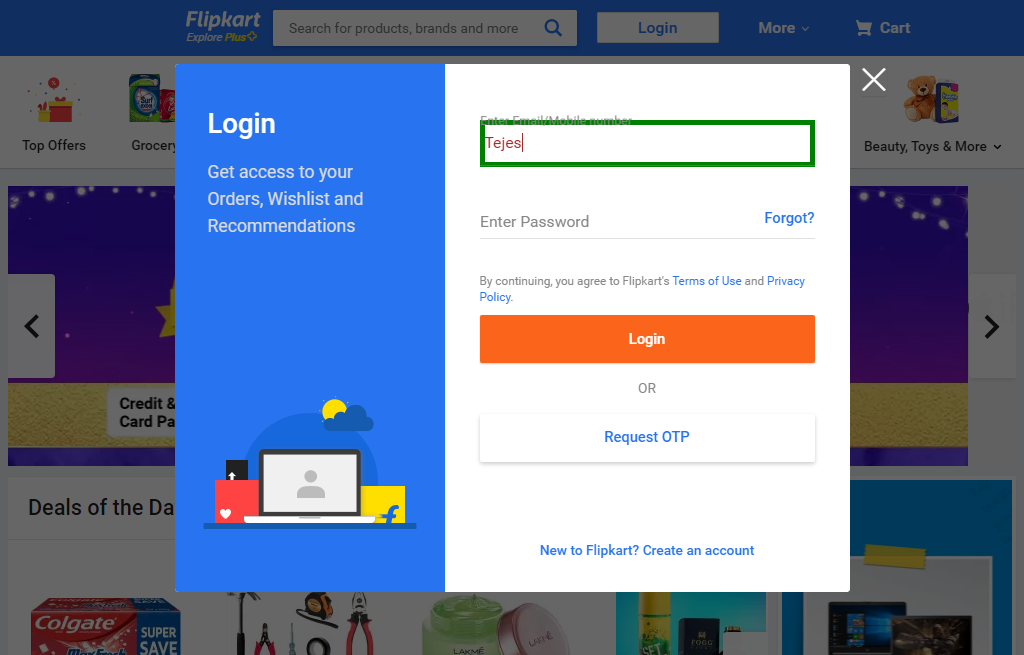 Flipkart
Explore Plus
Search for products, brands and more
Login
More
Cart
Top Offers
Grocery
Beauty, Toys & More
Login
Get access to your
Orders, Wishlist and
Recommendations
Enter Email/Mobile number
Tejes
Enter Password
Forgot?
By continuing, you agree to Flipkart's Terms of Use and Privacy
Policy.
Login
OR
Request OTP
New to Flipkart? Create an account
Credit &
Card Pa
Deals of the Da
Colgate
SUPER
SAVE
MaxFresh
LAKMÉ
LAKMÉ
FOGG